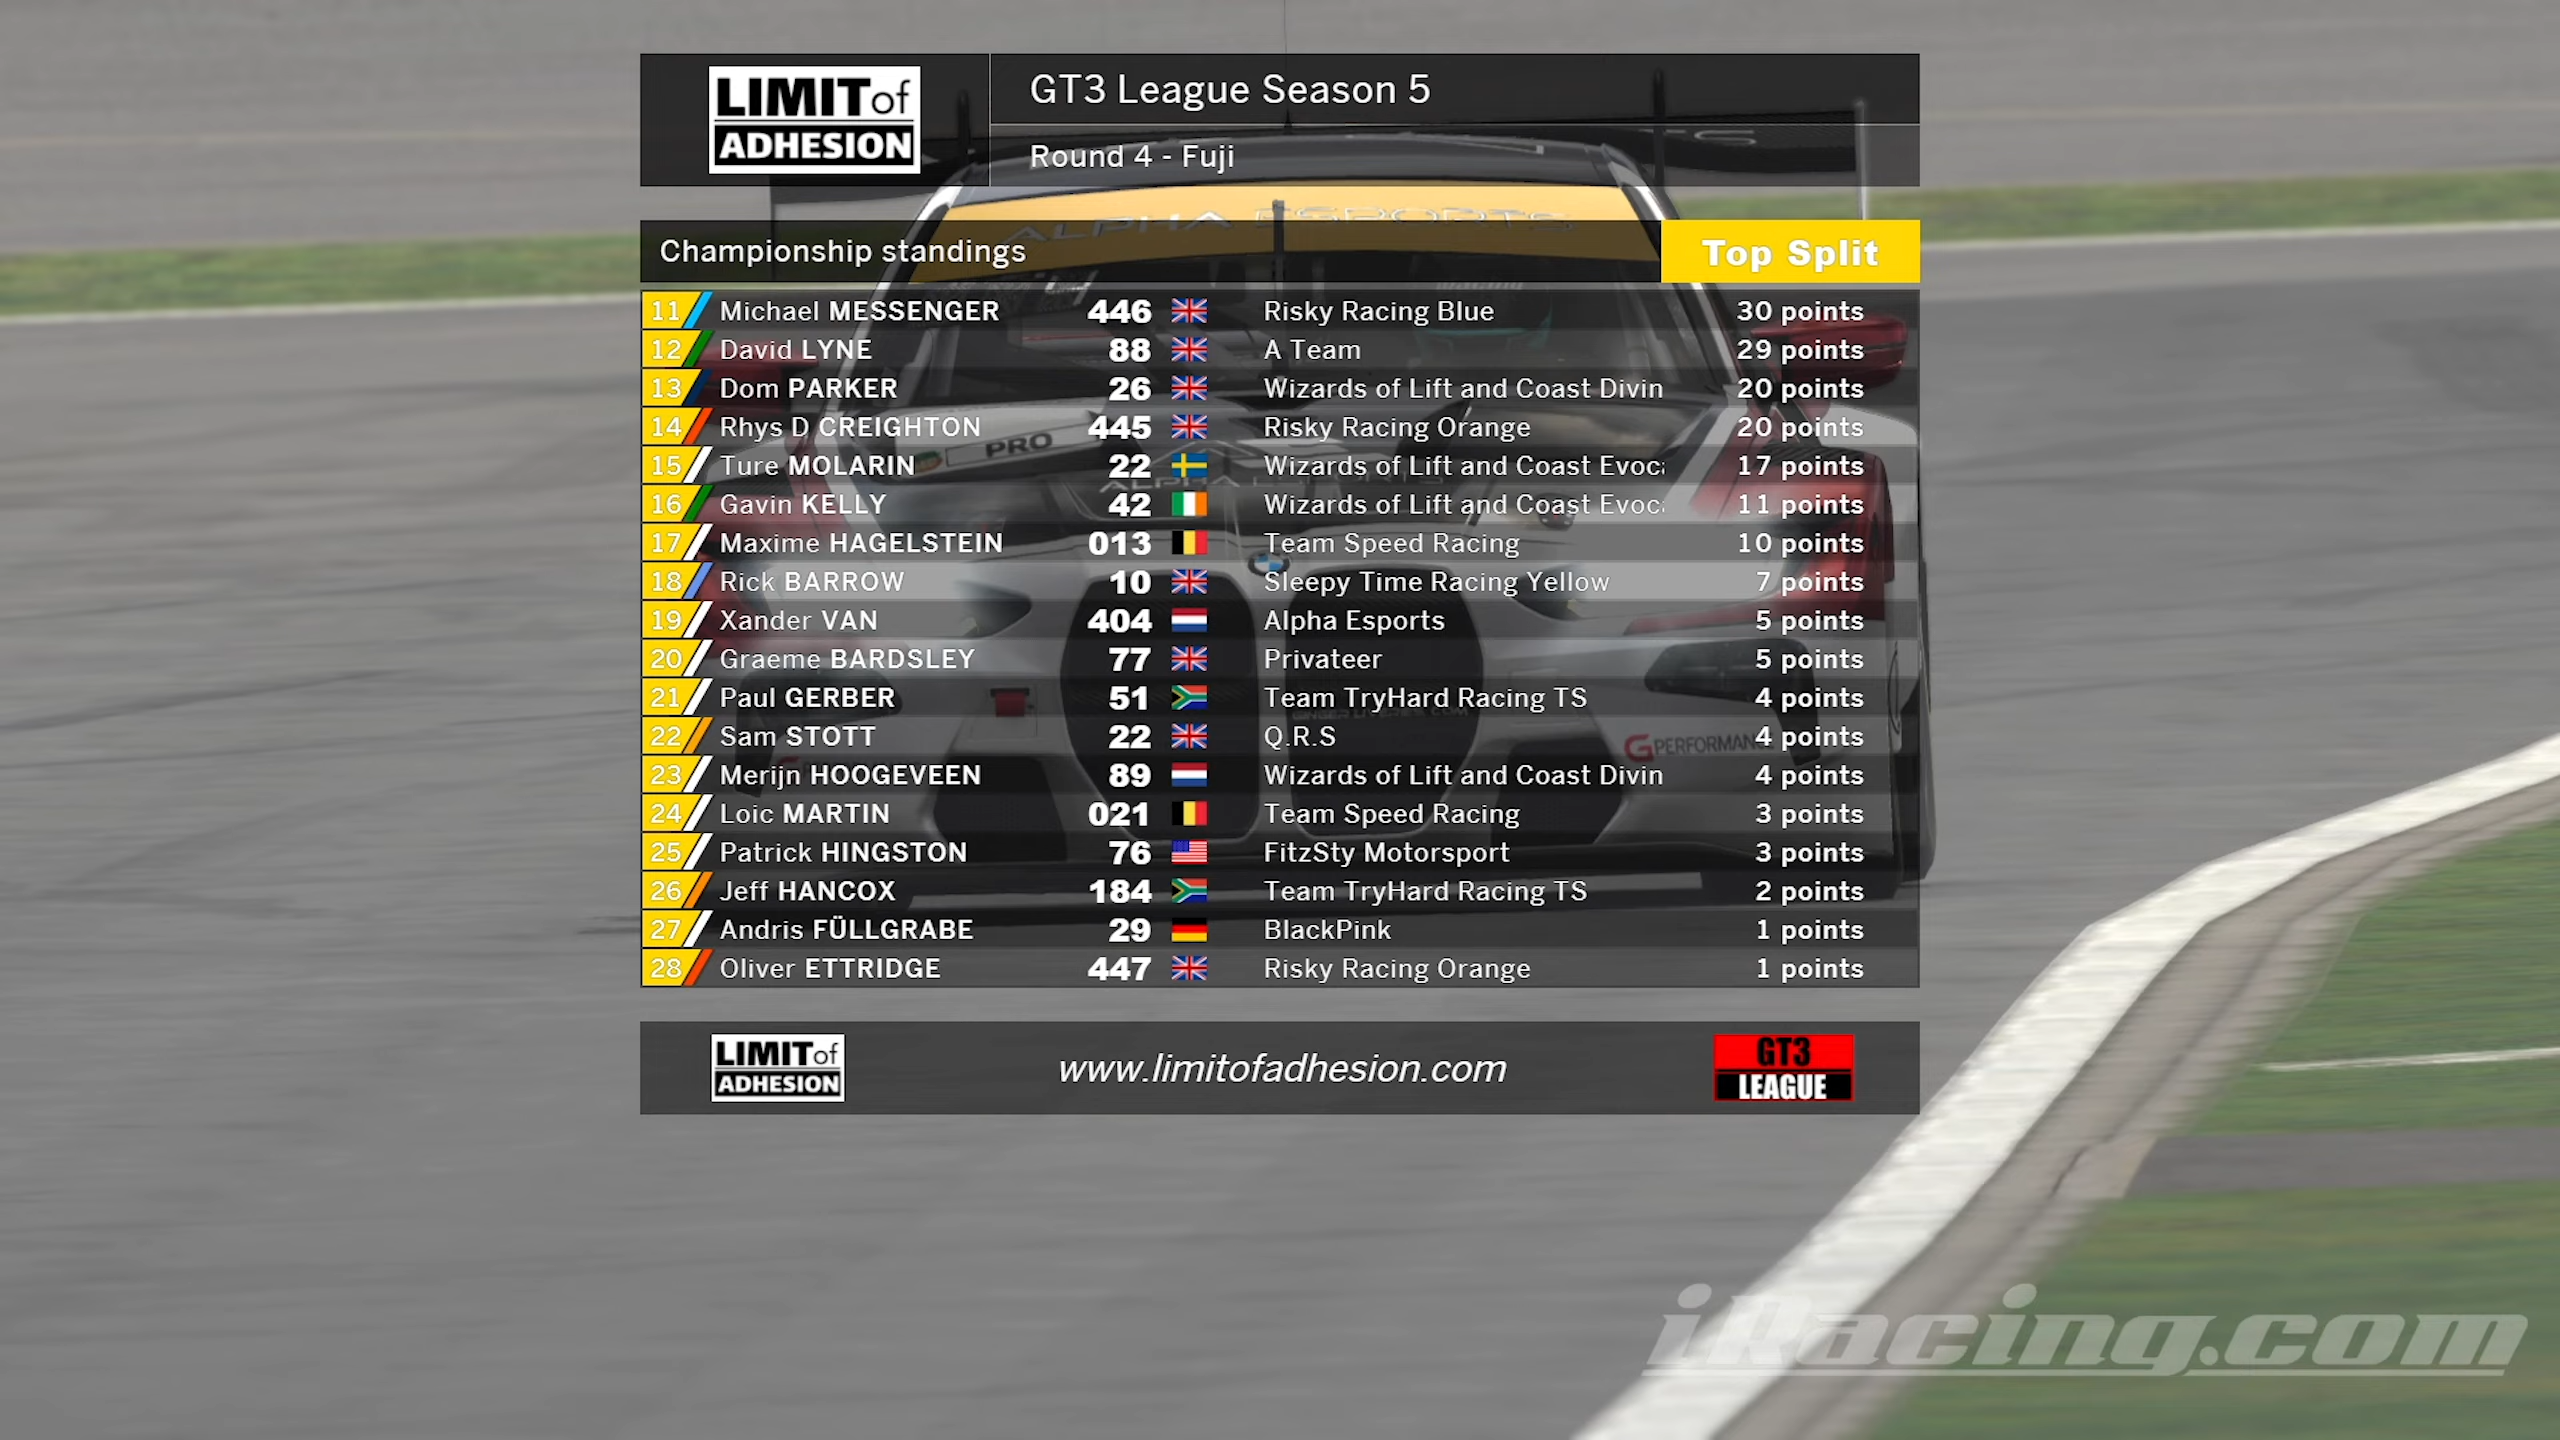 LIMIT of
ADHESION
GT3 League Season 5
Round 4 - Fuji
ALPHA ESPORTS
Championship standings
Top Split
11 Michael MESSENGER 446 Risky Racing Blue 30 points
12 David LYNE 88 A Team 29 points
13 Dom PARKER 26 Wizards of Lift and Coast Divin 20 points
14 Rhys D CREIGHTON 445 Risky Racing Orange 20 points
PRO
15 Ture MOLARIN 22 Wizards of Lift and Coast Evoc 17 points
ALPHA ESPORTS
16 Gavin KELLY 42 Wizards of Lift and Coast Evoc 11 points
17 Maxime HAGELSTEIN 013 Team Speed Racing 10 points
18 Rick BARROW 10 Sleepy Time Racing Yellow 7 points
19 Xander VAN 404 Alpha Esports 5 points
20 Graeme BARDSLEY 77 Privateer 5 points
21 Paul GERBER 51 Team TryHard Racing TS 4 points
22 Sam STOTT 22 Q.R.S 4 points
G PERFORMANCE
23 Merijn HOOGEVEEN 89 Wizards of Lift and Coast Divin 4 points
24 Loic MARTIN 021 Team Speed Racing 3 points
25 Patrick HINGSTON 76 FitzSty Motorsport 3 points
26 Jeff HANCOX 184 Team TryHard Racing TS 2 points
27 Andris FÜLLGRABE 29 BlackPink 1 points
28 Oliver ETTRIDGE 447 Risky Racing Orange 1 points
LIMIT of
ADHESION
www.limitofadhesion.com
GT3
LEAGUE
iRacing.com